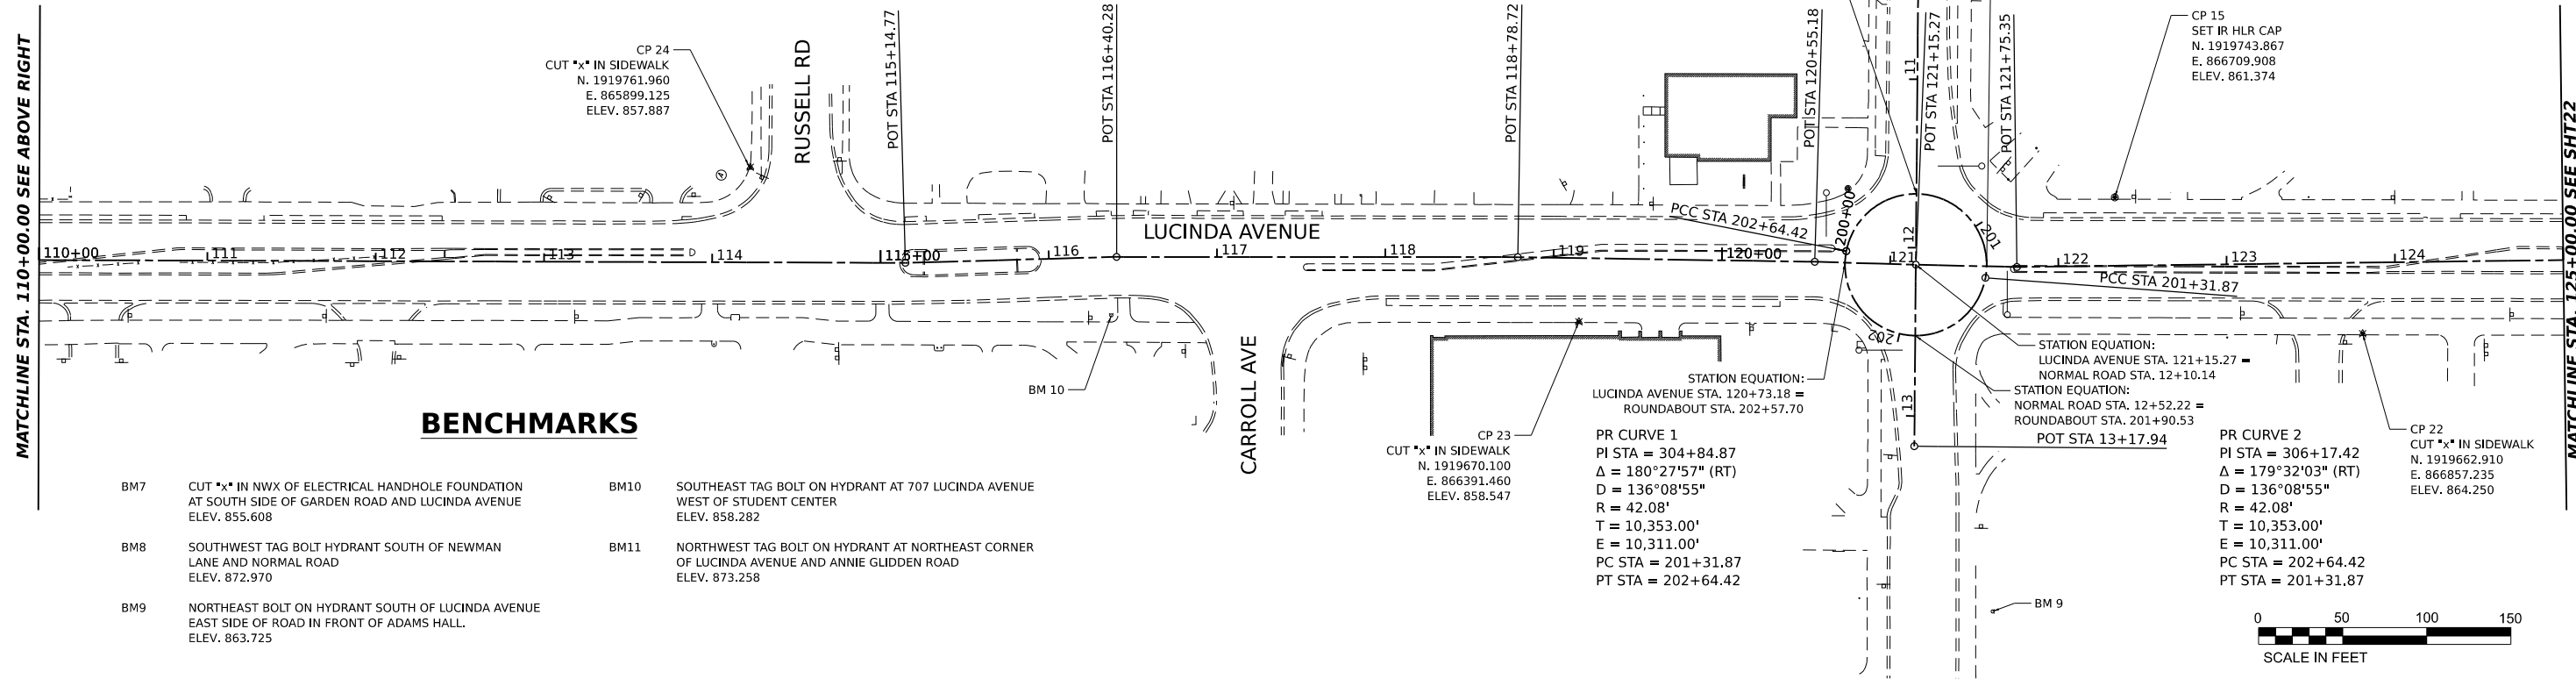 MATCHLINE STA. 110+00.00 SEE ABOVE RIGHT
CP 24
CUT "x" IN SIDEWALK
N. 1919761.960
E. 865899.125
ELEV. 857.887
RUSSELL RD
POT STA 115+14.77
POT STA 116+40.28
POT STA 118+78.72
POT STA 120+55.18
POT STA 121+15.27
POT STA 121+75.35
11
12
13
CP 15
SET IR HLR CAP
N. 1919743.867
E. 866709.908
ELEV. 861.374
MATCHLINE STA. 125+00.00 SEE SHT22
110+00
111
112
113
114
115+00
116
117
118
119
120+00
121
122
123
124
LUCINDA AVENUE
PCC STA 202+64.42
200+00
201
202
PCC STA 201+31.87
BM 10
CARROLL AVE
STATION EQUATION:
LUCINDA AVENUE STA. 120+73.18 =
ROUNDABOUT STA. 202+57.70
STATION EQUATION:
LUCINDA AVENUE STA. 121+15.27 =
NORMAL ROAD STA. 12+10.14
STATION EQUATION:
NORMAL ROAD STA. 12+52.22 =
ROUNDABOUT STA. 201+90.53
POT STA 13+17.94
CP 23
CUT "x" IN SIDEWALK
N. 1919670.100
E. 866391.460
ELEV. 858.547
PR CURVE 1
PI STA = 304+84.87
Δ = 180°27'57" (RT)
D = 136°08'55"
R = 42.08'
T = 10,353.00'
E = 10,311.00'
PC STA = 201+31.87
PT STA = 202+64.42
PR CURVE 2
PI STA = 306+17.42
Δ = 179°32'03" (RT)
D = 136°08'55"
R = 42.08'
T = 10,353.00'
E = 10,311.00'
PC STA = 202+64.42
PT STA = 201+31.87
CP 22
CUT "x" IN SIDEWALK
N. 1919662.910
E. 866857.235
ELEV. 864.250
BENCHMARKS
BM7 CUT "x" IN NWX OF ELECTRICAL HANDHOLE FOUNDATION
AT SOUTH SIDE OF GARDEN ROAD AND LUCINDA AVENUE
ELEV. 855.608
BM8 SOUTHWEST TAG BOLT HYDRANT SOUTH OF NEWMAN
LANE AND NORMAL ROAD
ELEV. 872.970
BM9 NORTHEAST BOLT ON HYDRANT SOUTH OF LUCINDA AVENUE
EAST SIDE OF ROAD IN FRONT OF ADAMS HALL.
ELEV. 863.725
BM10 SOUTHEAST TAG BOLT ON HYDRANT AT 707 LUCINDA AVENUE
WEST OF STUDENT CENTER
ELEV. 858.282
BM11 NORTHWEST TAG BOLT ON HYDRANT AT NORTHEAST CORNER
OF LUCINDA AVENUE AND ANNIE GLIDDEN ROAD
ELEV. 873.258
BM 9
0 50 100 150
SCALE IN FEET